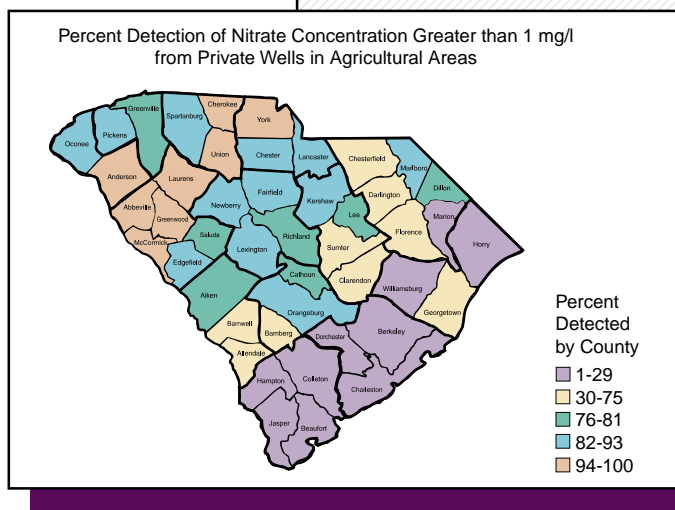 Percent Detection of Nitrate Concentration Greater than 1 mg/l
from Private Wells in Agricultural Areas
Cherokee
Greenville
Spartanburg
York
Pickens
Oconee
Union
Chester
Lancaster
Chesterfield
Marlboro
Anderson
Laurens
Dillon
Fairfield
Darlington
Newberry
Kershaw
Abbeville
Lee
Greenwood
Marion
Saluda
Richland
Florence
McCormick
Horry
Lexington
Sumter
Edgefield
Calhoun
Clarendon
Williamsburg
Aiken
Orangeburg
Georgetown
Barnwell
Bamberg
Berkeley
Dorchester
Allendale
Hampton
Colleton
Charleston
Jasper
Beaufort
Percent
Detected
by County
1-29
30-75
76-81
82-93
94-100